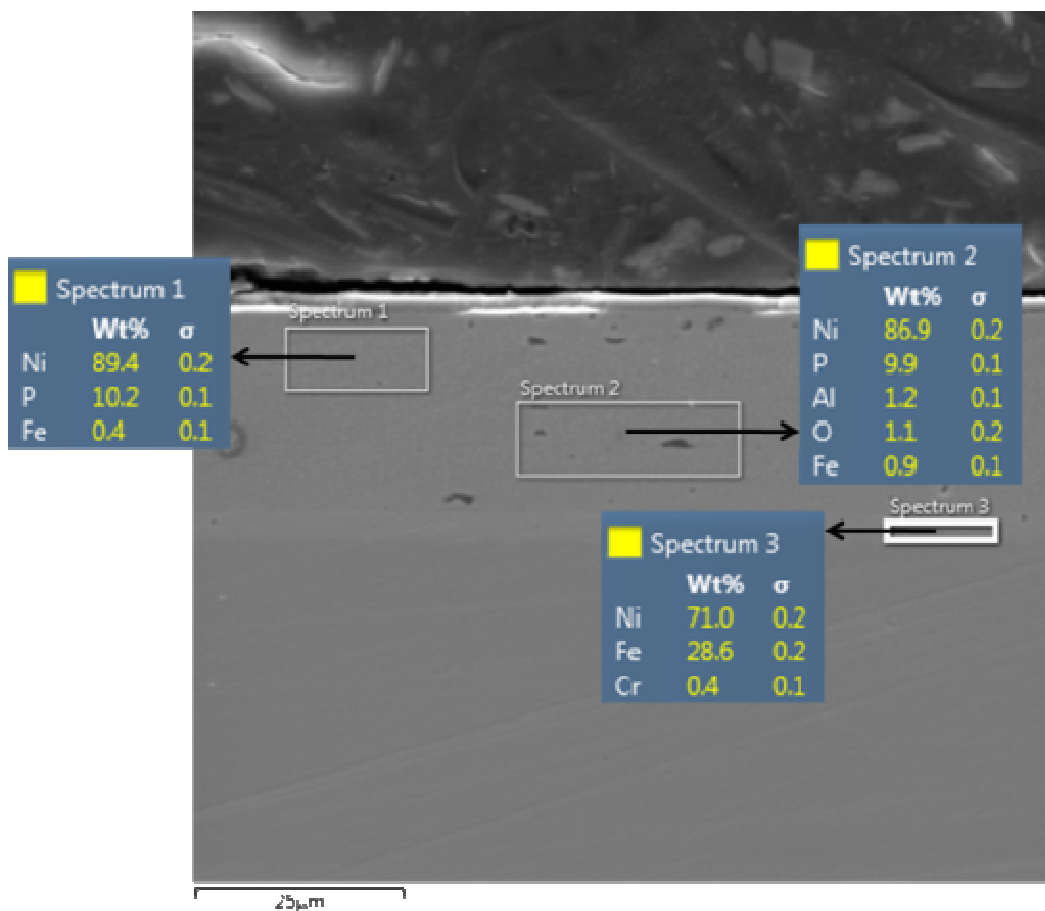 Spectrum 1
Wt% σ
Ni 89.4 0.2
P 10.2 0.1
Fe 0.4 0.1
Spectrum 1
Spectrum 2
Spectrum 2
Wt% σ
Ni 86.9 0.2
P 9.9 0.1
Al 1.2 0.1
O 1.1 0.2
Fe 0.9 0.1
Spectrum 3
Spectrum 3
Wt% σ
Ni 71.0 0.2
Fe 28.6 0.2
Cr 0.4 0.1
25µm